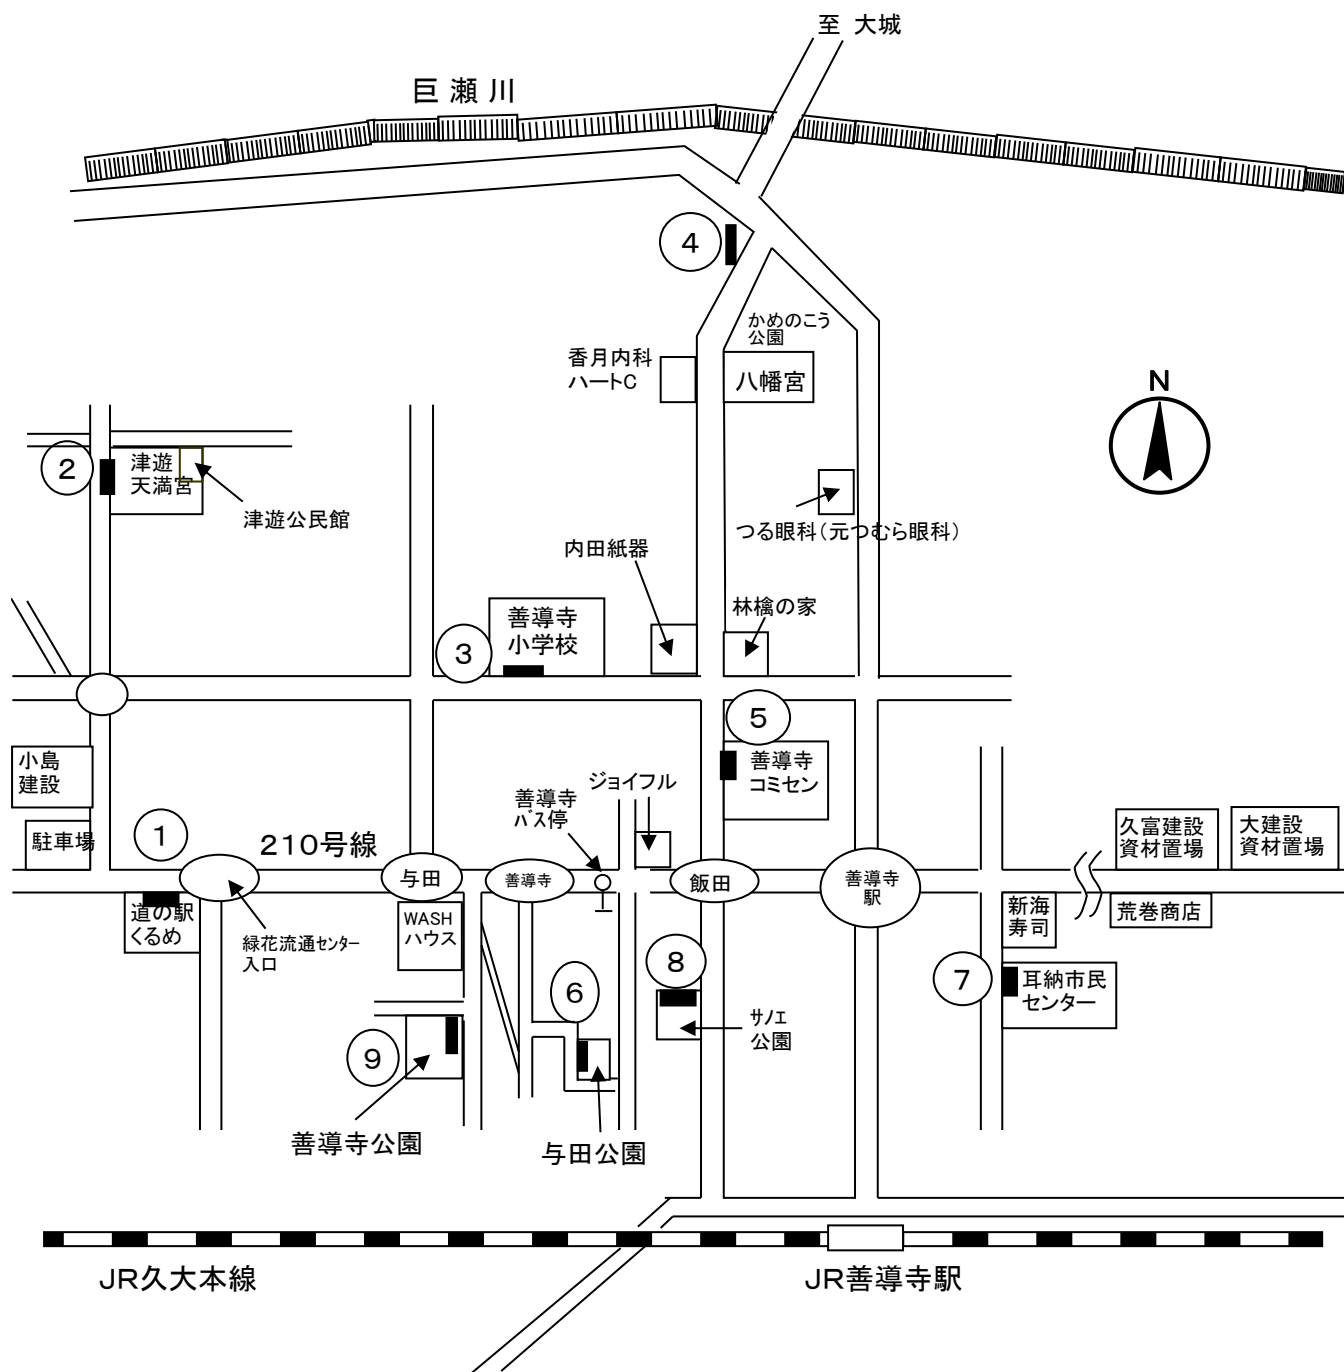 至 大城
巨 瀬 川
4
かめのこう
公園
香月内科
ハートC
八幡宮
N
2
津遊
天満宮
津遊公民館
つる眼科（元つむら眼科）
内田紙器
林檎の家
善導寺
小学校
3
5
小島
建設
善導寺
コミセン
ジョイフル
善導寺
バス停
駐車場
1
210号線
久富建設
資材置場
大建設
資材置場
与田
善導寺
飯田
善導寺
駅
道の駅
くるめ
緑花流通センター
入口
WASH
ハウス
新海
寿司
荒巻商店
8
6
7
耳納市民
センター
サノエ
公園
9
善導寺公園
与田公園
JR久大本線
JR善導寺駅